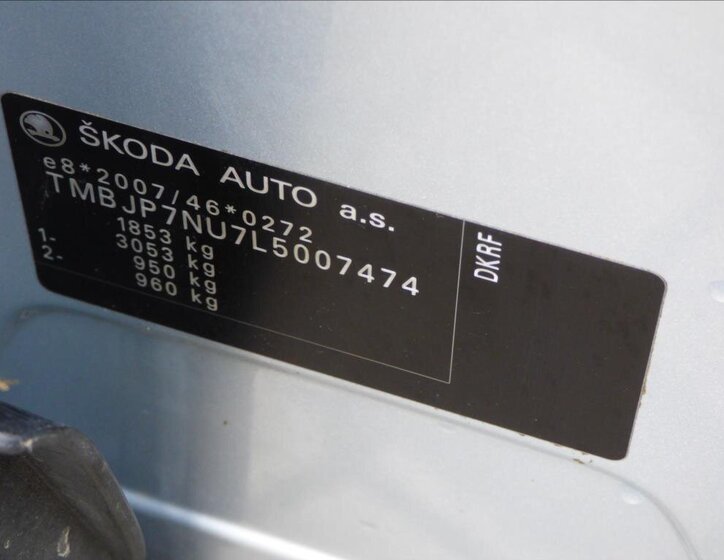 ŠKODA AUTO a.s.
e8*2007/46*0272
TMBJP7NU7L5007474
1853 kg
3053 kg
1- 950 kg
2- 960 kg
DKRF